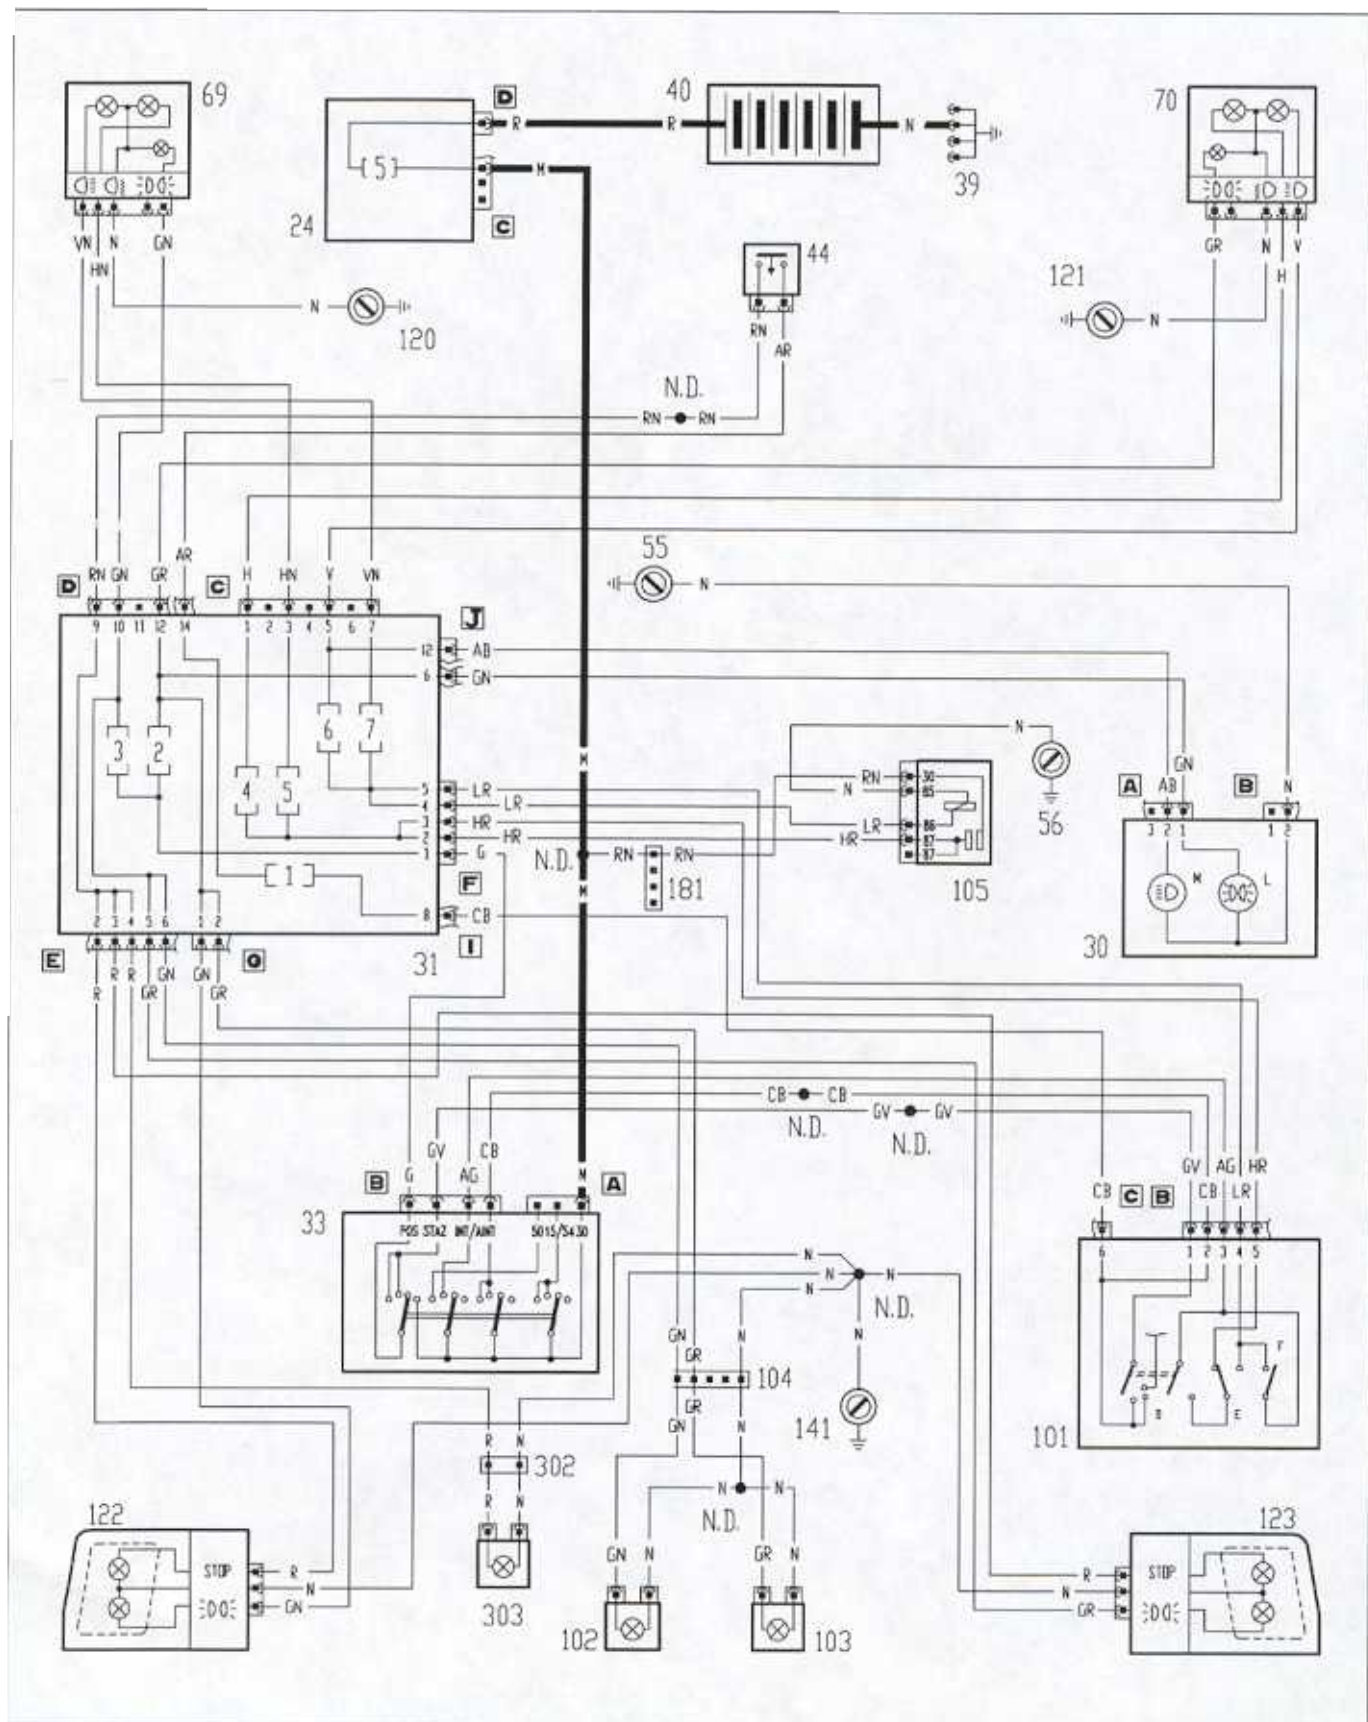 69
24
D
R
R
40
N
39
70
[5]
M
C
VN
N
GN
HN
44
GR
N
V
H
121
N
120
N
RN
AR
N.D.
RN
RN
55
N
AR
D
RN
GN
GR
C
H
HN
V
VN
9
10
11
12
14
1
2
3
4
5
6
7
J
12
AB
6
GN
3
2
6
7
4
5
1
M
5
LR
4
LR
3
HR
2
HR
1
G
N.D.
RN
RN
M
181
F
8
CB
I
RN
N
LR
HR
30
85
86
87
87
105
N
56
GN
A
AB
B
N
3
2
1
1
2
M
L
30
2
3
4
5
6
1
2
E
G
31
R
R
R
GR
GN
GN
GR
CB
CB
N.D.
GV
GV
N.D.
B
G
GV
AG
CB
M
A
33
POS
STAZ
INT/A
INT
50
15/54
30
CB
C
B
GV
CB
AG
LR
HR
6
1
2
3
4
5
F
E
101
N
N
N
N
N.D.
GN
GR
N
N
104
GN
GR
N
141
R
N
302
R
N
303
N
N
N.D.
GN
N
GR
N
102
103
122
STOP
R
N
GN
123
STOP
R
N
GR